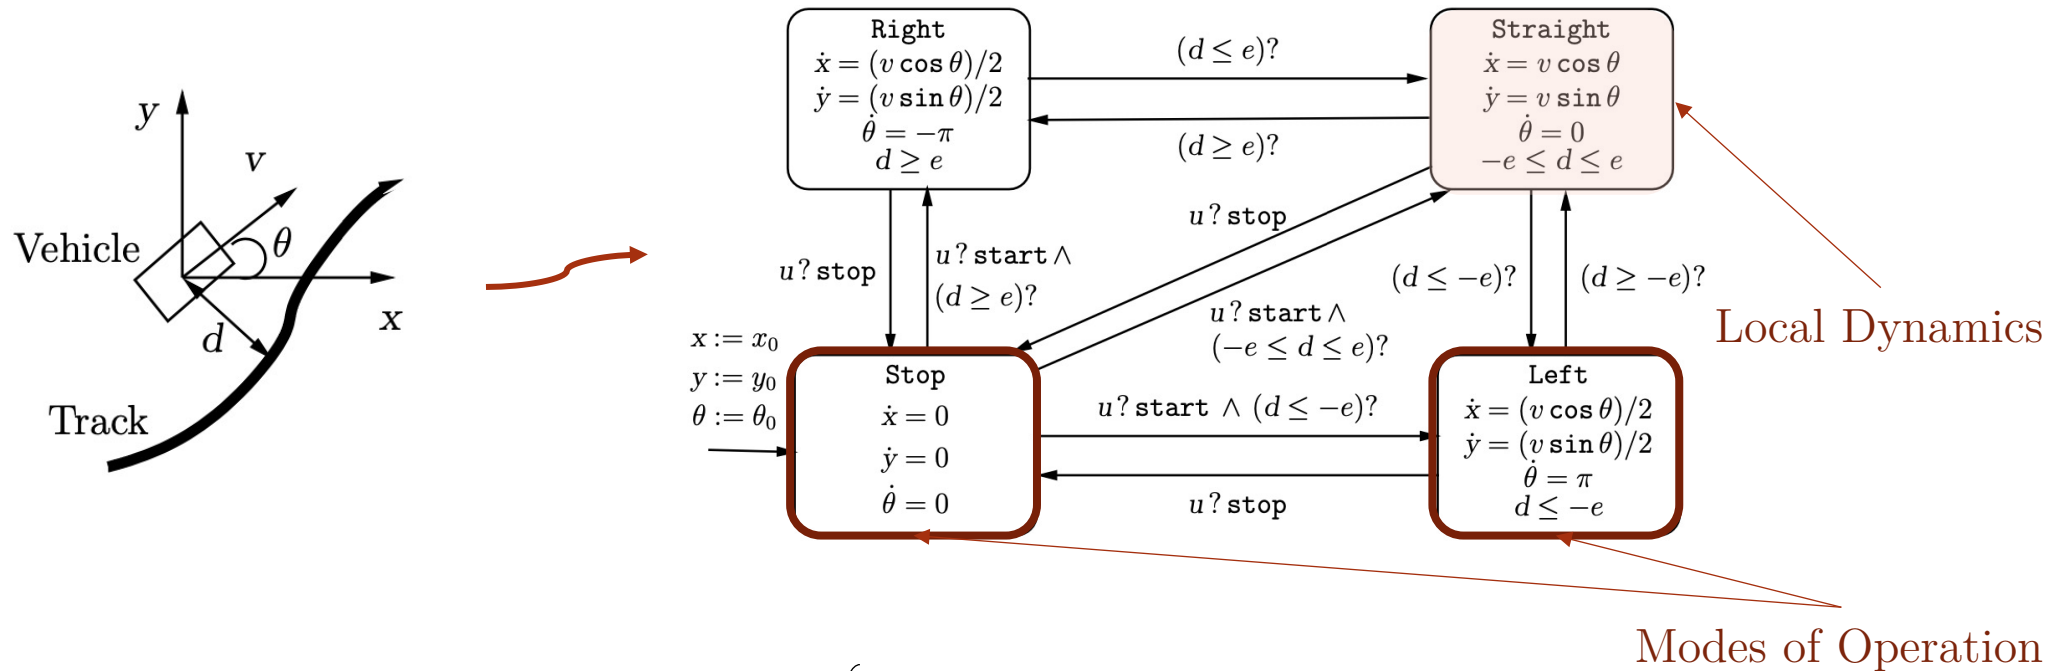 y
v
θ
Vehicle
x
d
Track
Right
ẋ = (v cos θ)/2
ẏ = (v sin θ)/2
θ̇ = −π
d ≥ e
(d ≤ e)?
(d ≥ e)?
Straight
ẋ = v cos θ
ẏ = v sin θ
θ̇ = 0
−e ≤ d ≤ e
u? stop
u? start ∧
(d ≥ e)?
u? stop
u? start ∧
(−e ≤ d ≤ e)?
(d ≤ −e)?
(d ≥ −e)?
Local Dynamics
x := x₀
y := y₀
θ := θ₀
Stop
ẋ = 0
ẏ = 0
θ̇ = 0
u? start ∧ (d ≤ −e)?
u? stop
Left
ẋ = (v cos θ)/2
ẏ = (v sin θ)/2
θ̇ = π
d ≤ −e
Modes of Operation